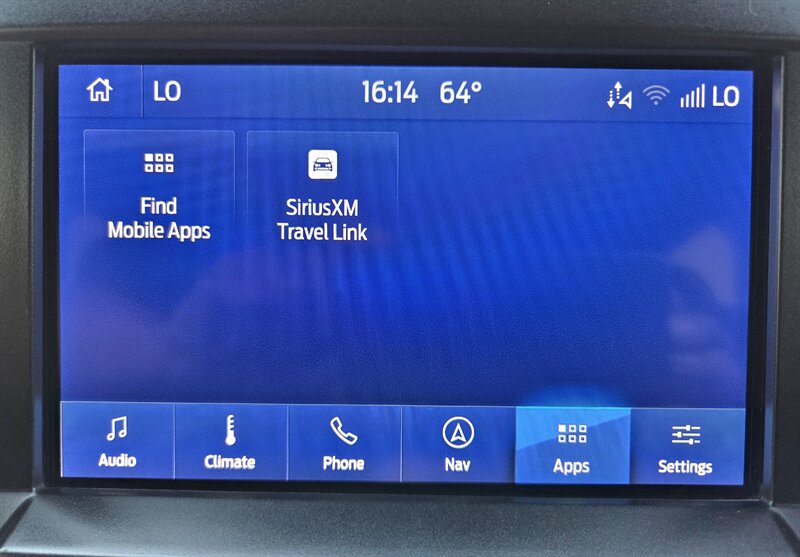 LO 16:14 64° LO
Find
Mobile Apps
SiriusXM
Travel Link
Audio
Climate
Phone
Nav
Apps
Settings